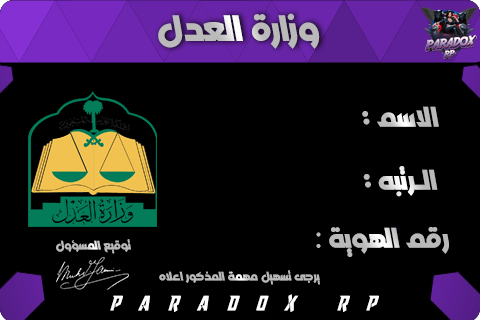 وزارة العدل
PARADOX
RP
الاسم :
الرتبه :
رقم الهوية :
وزارة العدل
توقيع المسؤول
يرجى تسهيل مهمة المذكور اعلاه
PARADOX RP